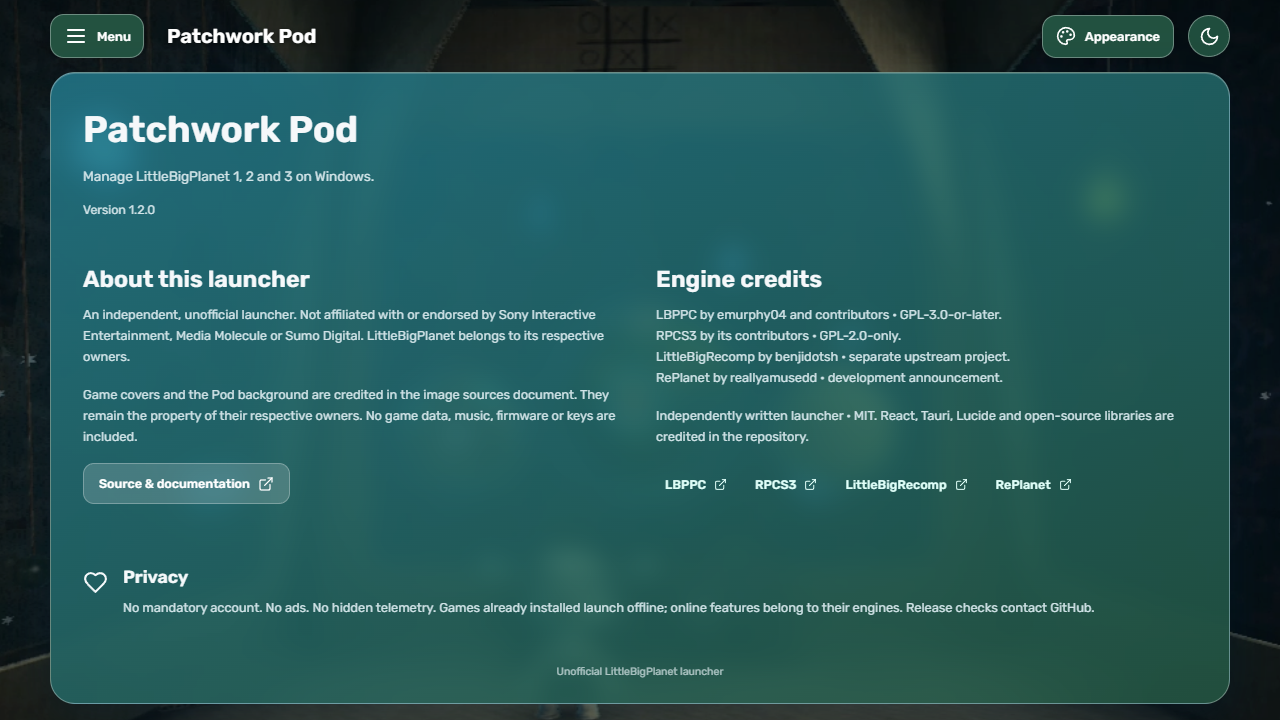 Menu
Patchwork Pod
Appearance
Patchwork Pod
Manage LittleBigPlanet 1, 2 and 3 on Windows.
Version 1.2.0
About this launcher
An independent, unofficial launcher. Not affiliated with or endorsed by Sony Interactive
Entertainment, Media Molecule or Sumo Digital. LittleBigPlanet belongs to its respective
owners.
Game covers and the Pod background are credited in the image sources document. They
remain the property of their respective owners. No game data, music, firmware or keys are
included.
Source & documentation
Engine credits
LBPPC by emurphy04 and contributors • GPL-3.0-or-later.
RPCS3 by its contributors • GPL-2.0-only.
LittleBigRecomp by benjidotsh • separate upstream project.
RePlanet by reallyamusedd • development announcement.
Independently written launcher • MIT. React, Tauri, Lucide and open-source libraries are
credited in the repository.
LBPPC RPCS3 LittleBigRecomp RePlanet
Privacy
No mandatory account. No ads. No hidden telemetry. Games already installed launch offline; online features belong to their engines. Release checks contact GitHub.
Unofficial LittleBigPlanet launcher